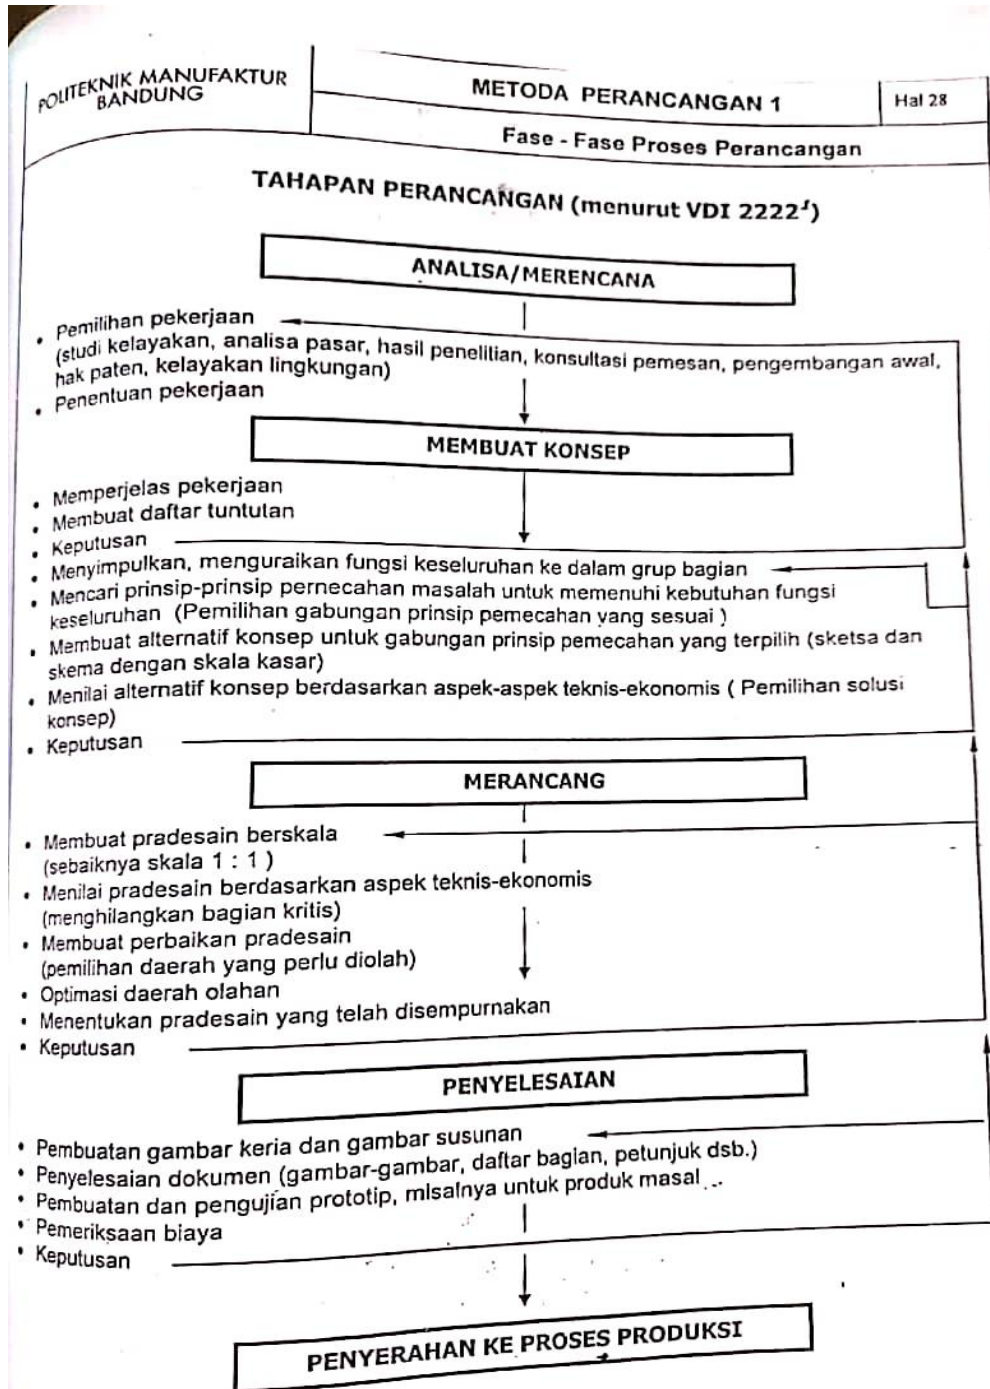 POLITEKNIK MANUFAKTUR
BANDUNG
METODA PERANCANGAN 1
Hal 28
Fase - Fase Proses Perancangan
TAHAPAN PERANCANGAN (menurut VDI 2222¹)
ANALISA/MERENCANA
• Pemilihan pekerjaan
(studi kelayakan, analisa pasar, hasil penelilian, konsultasi pemesan, pengembangan awal,
hak paten, kelayakan lingkungan)
• Penentuan pekerjaan
MEMBUAT KONSEP
• Memperjelas pekerjaan
• Membuat daftar tuntutan
• Keputusan
• Menyimpulkan, menguraikan fungsi keseluruhan ke dalam grup bagian
• Mencari prinsip-prinsip pernecahan masalah untuk memenuhi kebutuhan fungsi
keseluruhan (Pemilihan gabungan prinsip pemecahan yang sesuai )
• Membuat alternatif konsep untuk gabungan prinsip pemecahan yang terpilih (sketsa dan
skema dengan skala kasar)
• Menilai alternatif konsep berdasarkan aspek-aspek teknis-ekonomis ( Pemilihan solusi
konsep)
• Keputusan
MERANCANG
• Membuat pradesain berskala
(sebaiknya skala 1 : 1 )
• Menilai pradesain berdasarkan aspek teknis-ekonomis
(menghilangkan bagian kritis)
• Membuat perbaikan pradesain
(pemilihan daerah yang perlu diolah)
• Optimasi daerah olahan
• Menentukan pradesain yang telah disempurnakan
• Keputusan
PENYELESAIAN
• Pembuatan gambar kerja dan gambar susunan
• Penyelesaian dokumen (gambar-gambar, daftar bagian, petunjuk dsb.)
• Pembuatan dan pengujian prototip, misalnya untuk produk masal
• Pemeriksaan biaya
• Keputusan
PENYERAHAN KE PROSES PRODUKSI